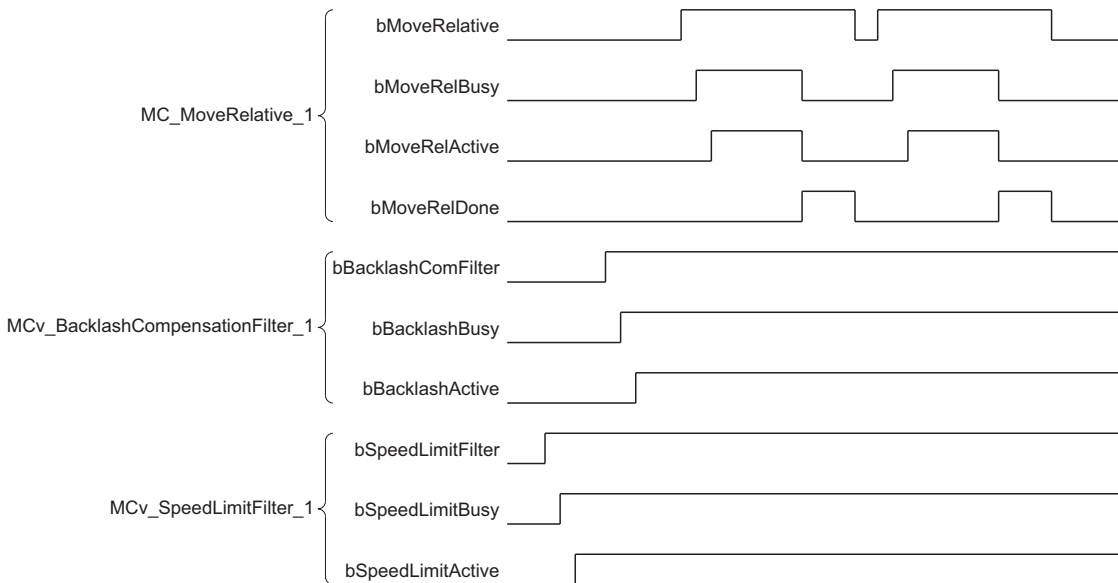 bMoveRelative
bMoveRelBusy
MC_MoveRelative_1
bMoveRelActive
bMoveRelDone
bBacklashComFilter
MCv_BacklashCompensationFilter_1
bBacklashBusy
bBacklashActive
bSpeedLimitFilter
MCv_SpeedLimitFilter_1
bSpeedLimitBusy
bSpeedLimitActive